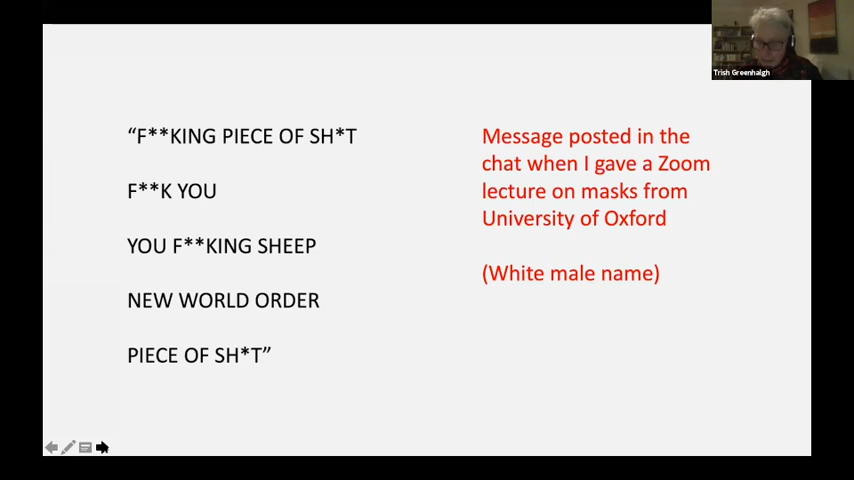 Trish Greenhalgh
“F**KING PIECE OF SH*T
F**K YOU
YOU F**KING SHEEP
NEW WORLD ORDER
PIECE OF SH*T”
Message posted in the
chat when I gave a Zoom
lecture on masks from
University of Oxford
(White male name)